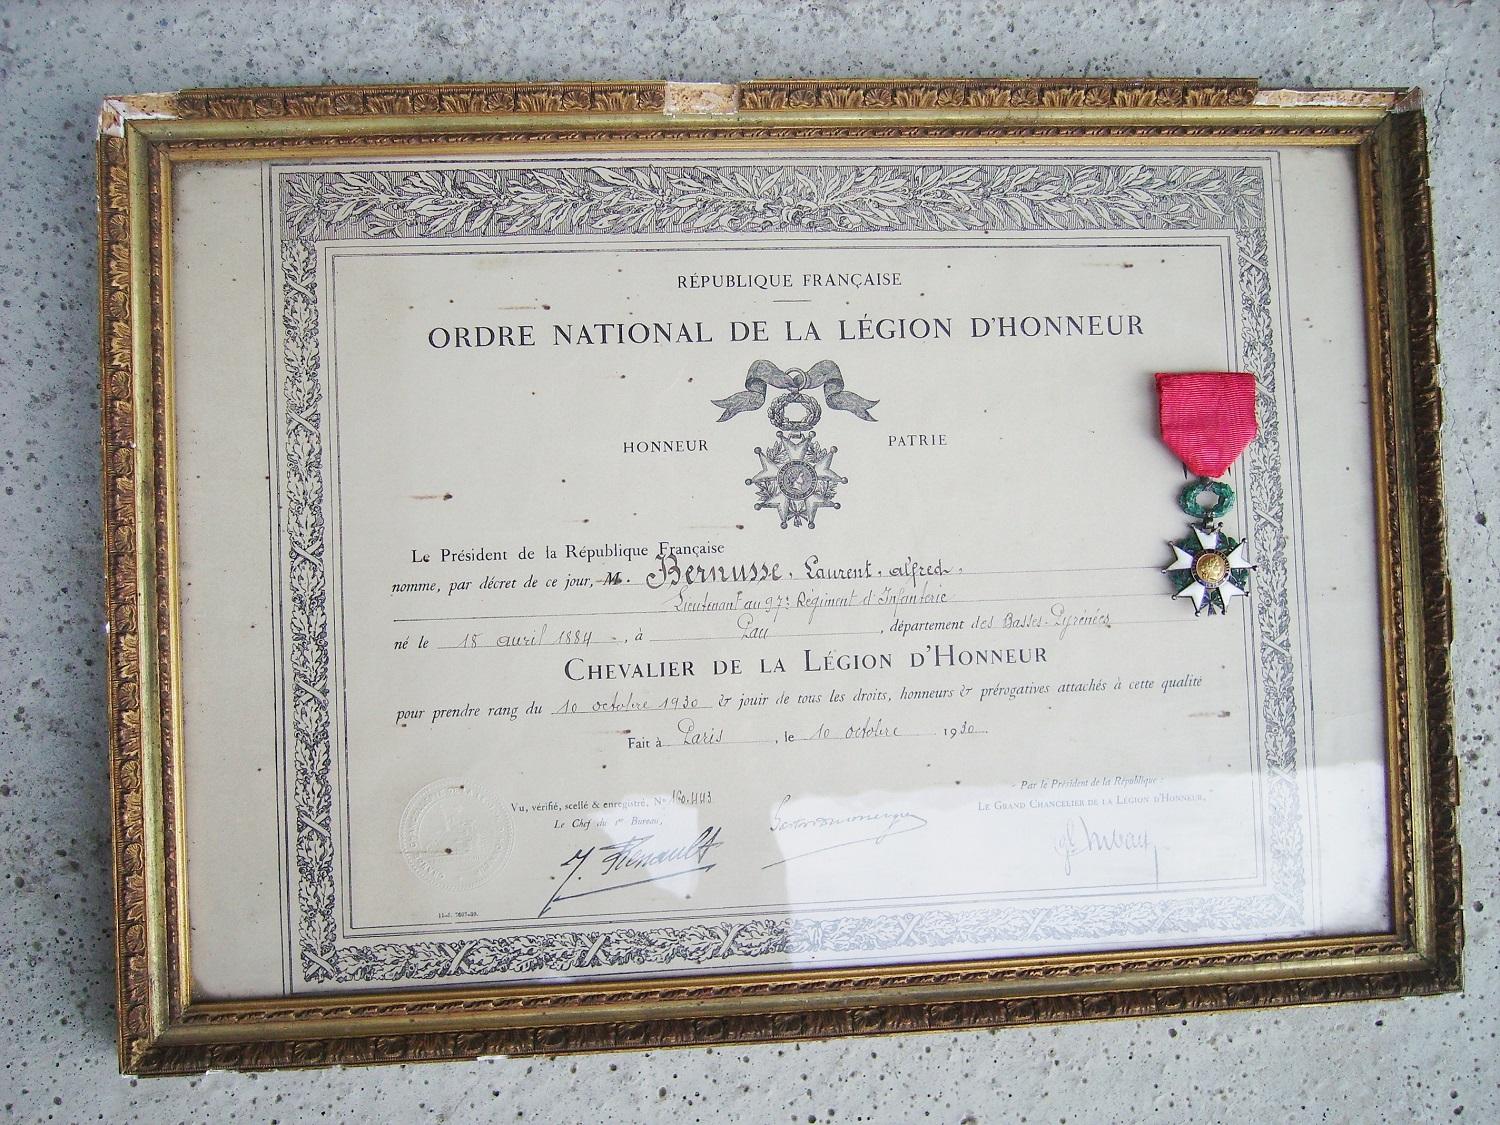 RÉPUBLIQUE FRANÇAISE
ORDRE NATIONAL DE LA LÉGION D'HONNEUR
HONNEUR PATRIE
Le Président de la République Française
nomme, par décret de ce jour, M. Bernusse, Laurent, alfred,
Lieutenant au 97e Régiment d'Infanterie
né le 18 avril 1884, à Pau, département des Basses-Pyrénées
CHEVALIER DE LA LÉGION D'HONNEUR
pour prendre rang du 10 octobre 1930 & jouir de tous les droits, honneurs & prérogatives attachés à cette qualité
Fait à Paris, le 10 octobre 1930.
Vu, vérifié, scellé & enregistré, No 160.443
Le Chef du 1er Bureau,
Par le Président de la République:
LE GRAND CHANCELIER DE LA LÉGION D'HONNEUR,